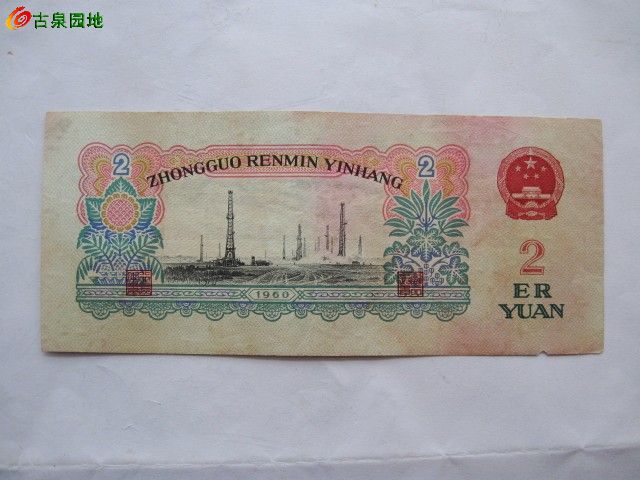 古泉园地
2
2
ZHONGGUO RENMIN YINHANG
1960
2
ER
YUAN